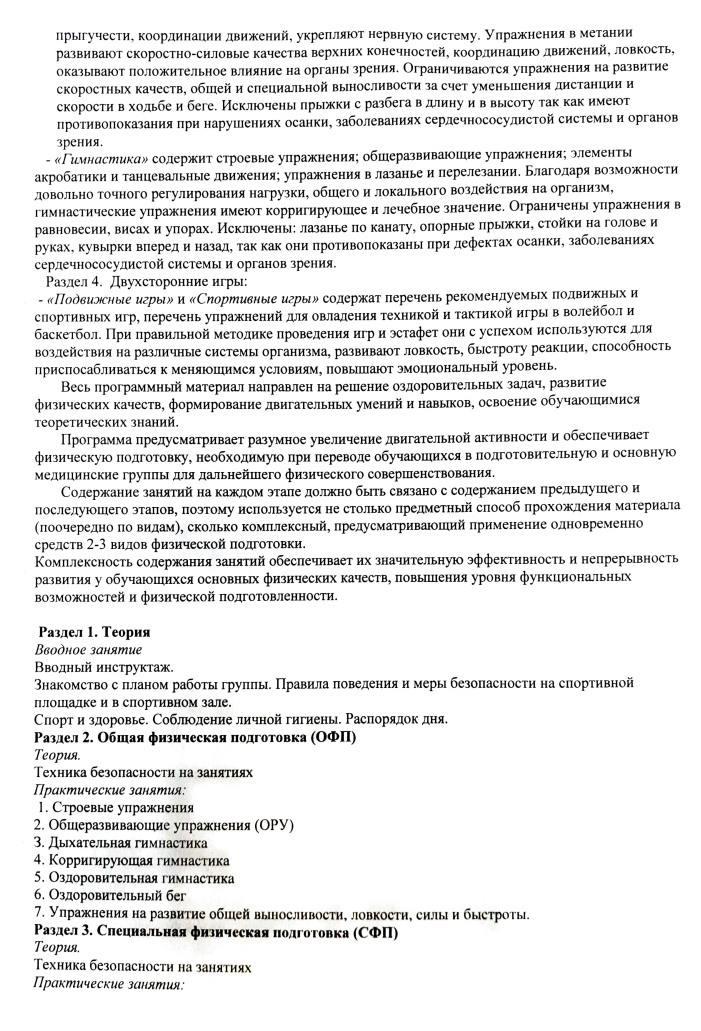 прыгучести, координации движений, укрепляют нервную систему. Упражнения в метании
развивают скоростно-силовые качества верхних конечностей, координацию движений, ловкость,
оказывают положительное влияние на органы зрения. Ограничиваются упражнения на развитие
скоростных качеств, общей и специальной выносливости за счет уменьшения дистанции и
скорости в ходьбе и беге. Исключены прыжки с разбега в длину и в высоту так как имеют
противопоказания при нарушениях осанки, заболеваниях сердечнососудистой системы и органов
зрения.
- «Гимнастика» содержит строевые упражнения; общеразвивающие упражнения; элементы
акробатики и танцевальные движения; упражнения в лазанье и перелезании. Благодаря возможности
довольно точного регулирования нагрузки, общего и локального воздействия на организм,
гимнастические упражнения имеют корригирующее и лечебное значение. Ограничены упражнения в
равновесии, висах и упорах. Исключены: лазанье по канату, опорные прыжки, стойки на голове и
руках, кувырки вперед и назад, так как они противопоказаны при дефектах осанки, заболеваниях
сердечнососудистой системы и органов зрения.
Раздел 4. Двухсторонние игры:
- «Подвижные игры» и «Спортивные игры» содержат перечень рекомендуемых подвижных и
спортивных игр, перечень упражнений для овладения техникой и тактикой игры в волейбол и
баскетбол. При правильной методике проведения игр и эстафет они с успехом используются для
воздействия на различные системы организма, развивают ловкость, быстроту реакции, способность
приспосабливаться к меняющимся условиям, повышают эмоциональный уровень.
Весь программный материал направлен на решение оздоровительных задач, развитие
физических качеств, формирование двигательных умений и навыков, освоение обучающимися
теоретических знаний.
Программа предусматривает разумное увеличение двигательной активности и обеспечивает
физическую подготовку, необходимую при переводе обучающихся в подготовительную и основную
медицинские группы для дальнейшего физического совершенствования.
Содержание занятий на каждом этапе должно быть связано с содержанием предыдущего и
последующего этапов, поэтому используется не столько предметный способ прохождения материала
(поочередно по видам), сколько комплексный, предусматривающий применение одновременно
средств 2-3 видов физической подготовки.
Комплексность содержания занятий обеспечивает их значительную эффективность и непрерывность
развития у обучающихся основных физических качеств, повышения уровня функциональных
возможностей и физической подготовленности.
Раздел 1. Теория
Вводное занятие
Вводный инструктаж.
Знакомство с планом работы группы. Правила поведения и меры безопасности на спортивной
площадке и в спортивном зале.
Спорт и здоровье. Соблюдение личной гигиены. Распорядок дня.
Раздел 2. Общая физическая подготовка (ОФП)
Теория.
Техника безопасности на занятиях
Практические занятия:
1. Строевые упражнения
2. Общеразвивающие упражнения (ОРУ)
3. Дыхательная гимнастика
4. Корригирующая гимнастика
5. Оздоровительная гимнастика
6. Оздоровительный бег
7. Упражнения на развитие общей выносливости, ловкости, силы и быстроты.
Раздел 3. Специальная физическая подготовка (СФП)
Теория.
Техника безопасности на занятиях
Практические занятия: